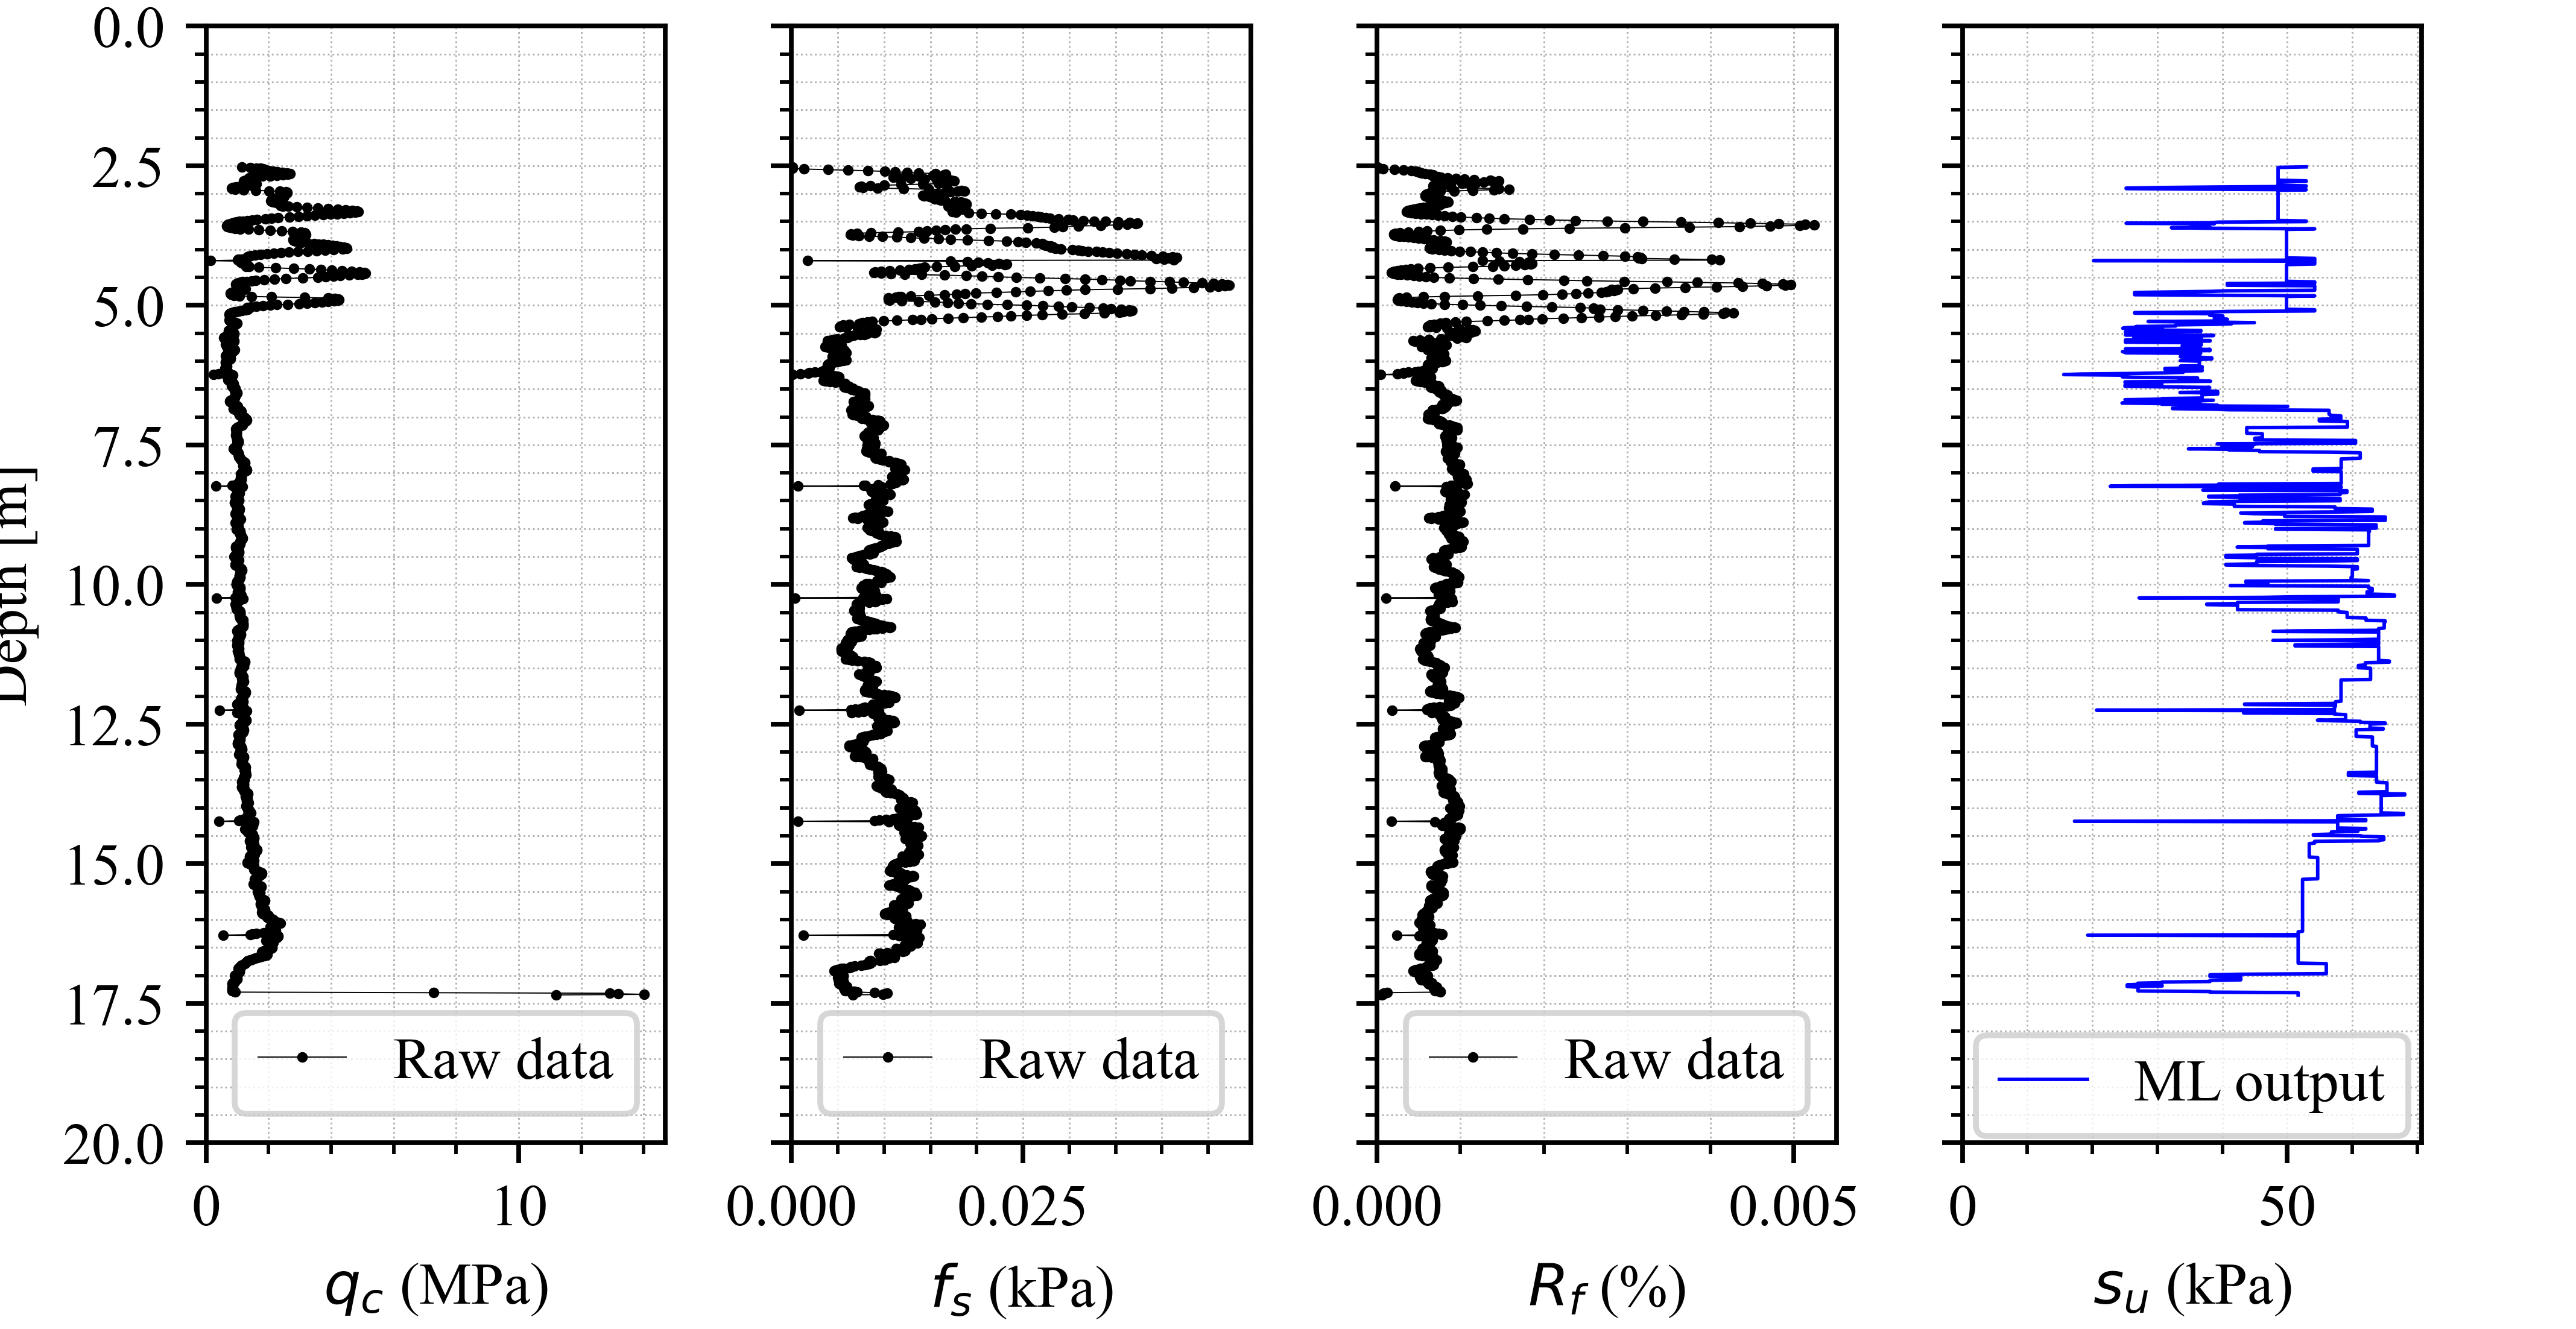 0.0
2.5
5.0
7.5
10.0
12.5
15.0
17.5
20.0
Depth [m]
Raw data
Raw data
Raw data
ML output
0 10
0.000 0.025
0.000 0.005
0 50
q_c (MPa)
f_s (kPa)
R_f (%)
s_u (kPa)